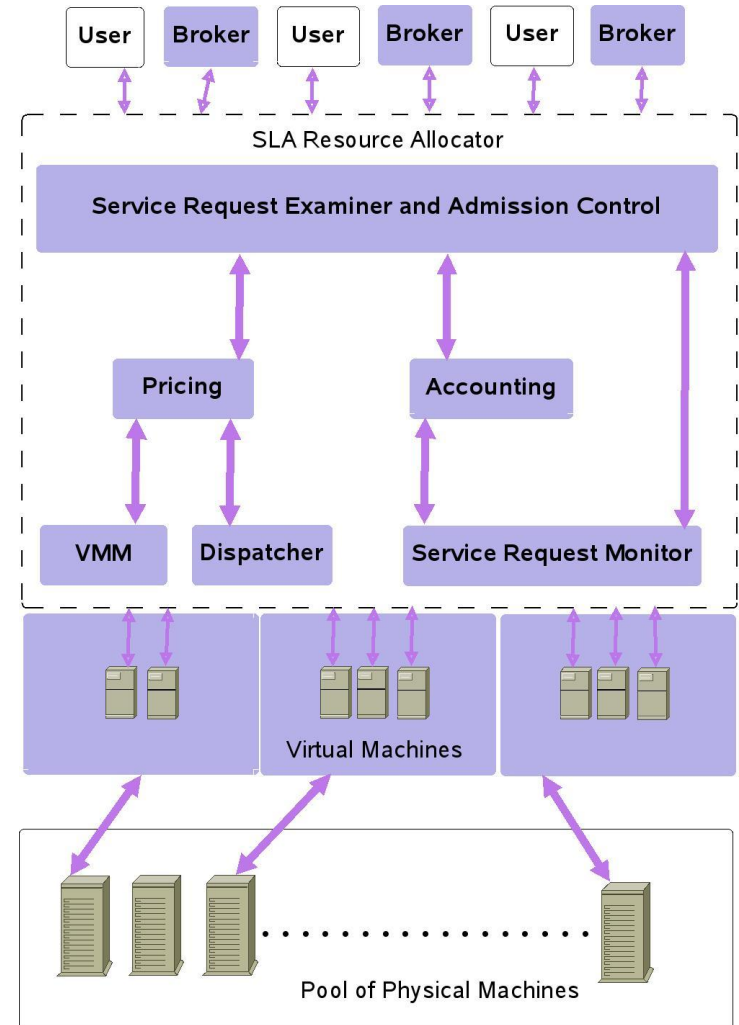 User Broker User Broker User Broker
SLA Resource Allocator
Service Request Examiner and Admission Control
Pricing Accounting
VMM Dispatcher Service Request Monitor
Virtual Machines
Pool of Physical Machines